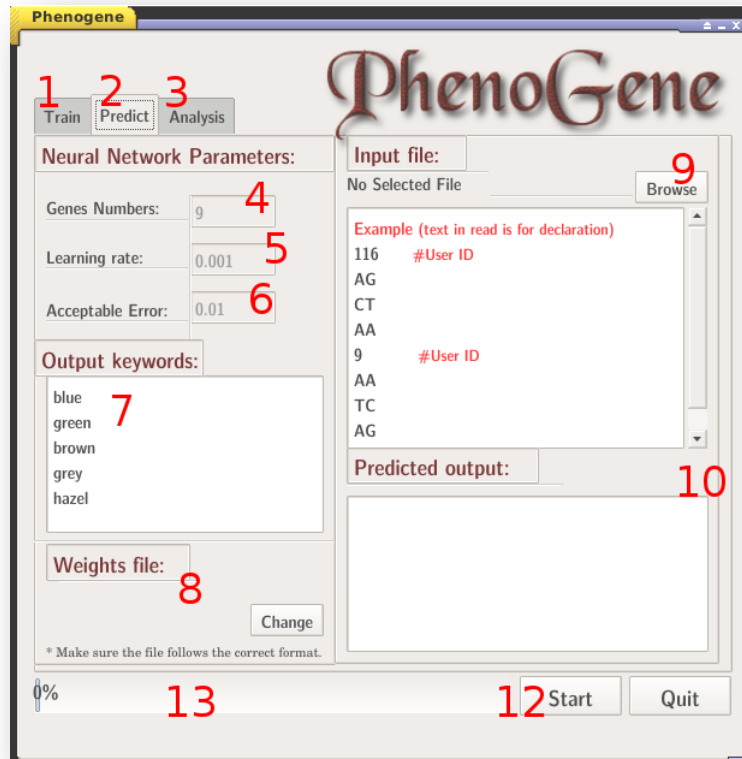 Phenogene
PhenoGene
1 2 3
Train Predict Analysis
Neural Network Parameters:
Genes Numbers: 9 4
Learning rate: 0.001 5
Acceptable Error: 0.01 6
Output keywords:
blue
7
green
brown
grey
hazel
Weights file:
8
Change
* Make sure the file follows the correct format.
Input file:
9
No Selected File Browse
Example (text in read is for declaration)
116 #User ID
AG
CT
AA
9 #User ID
AA
TC
AG
Predicted output:
10
0% 13 12 Start Quit